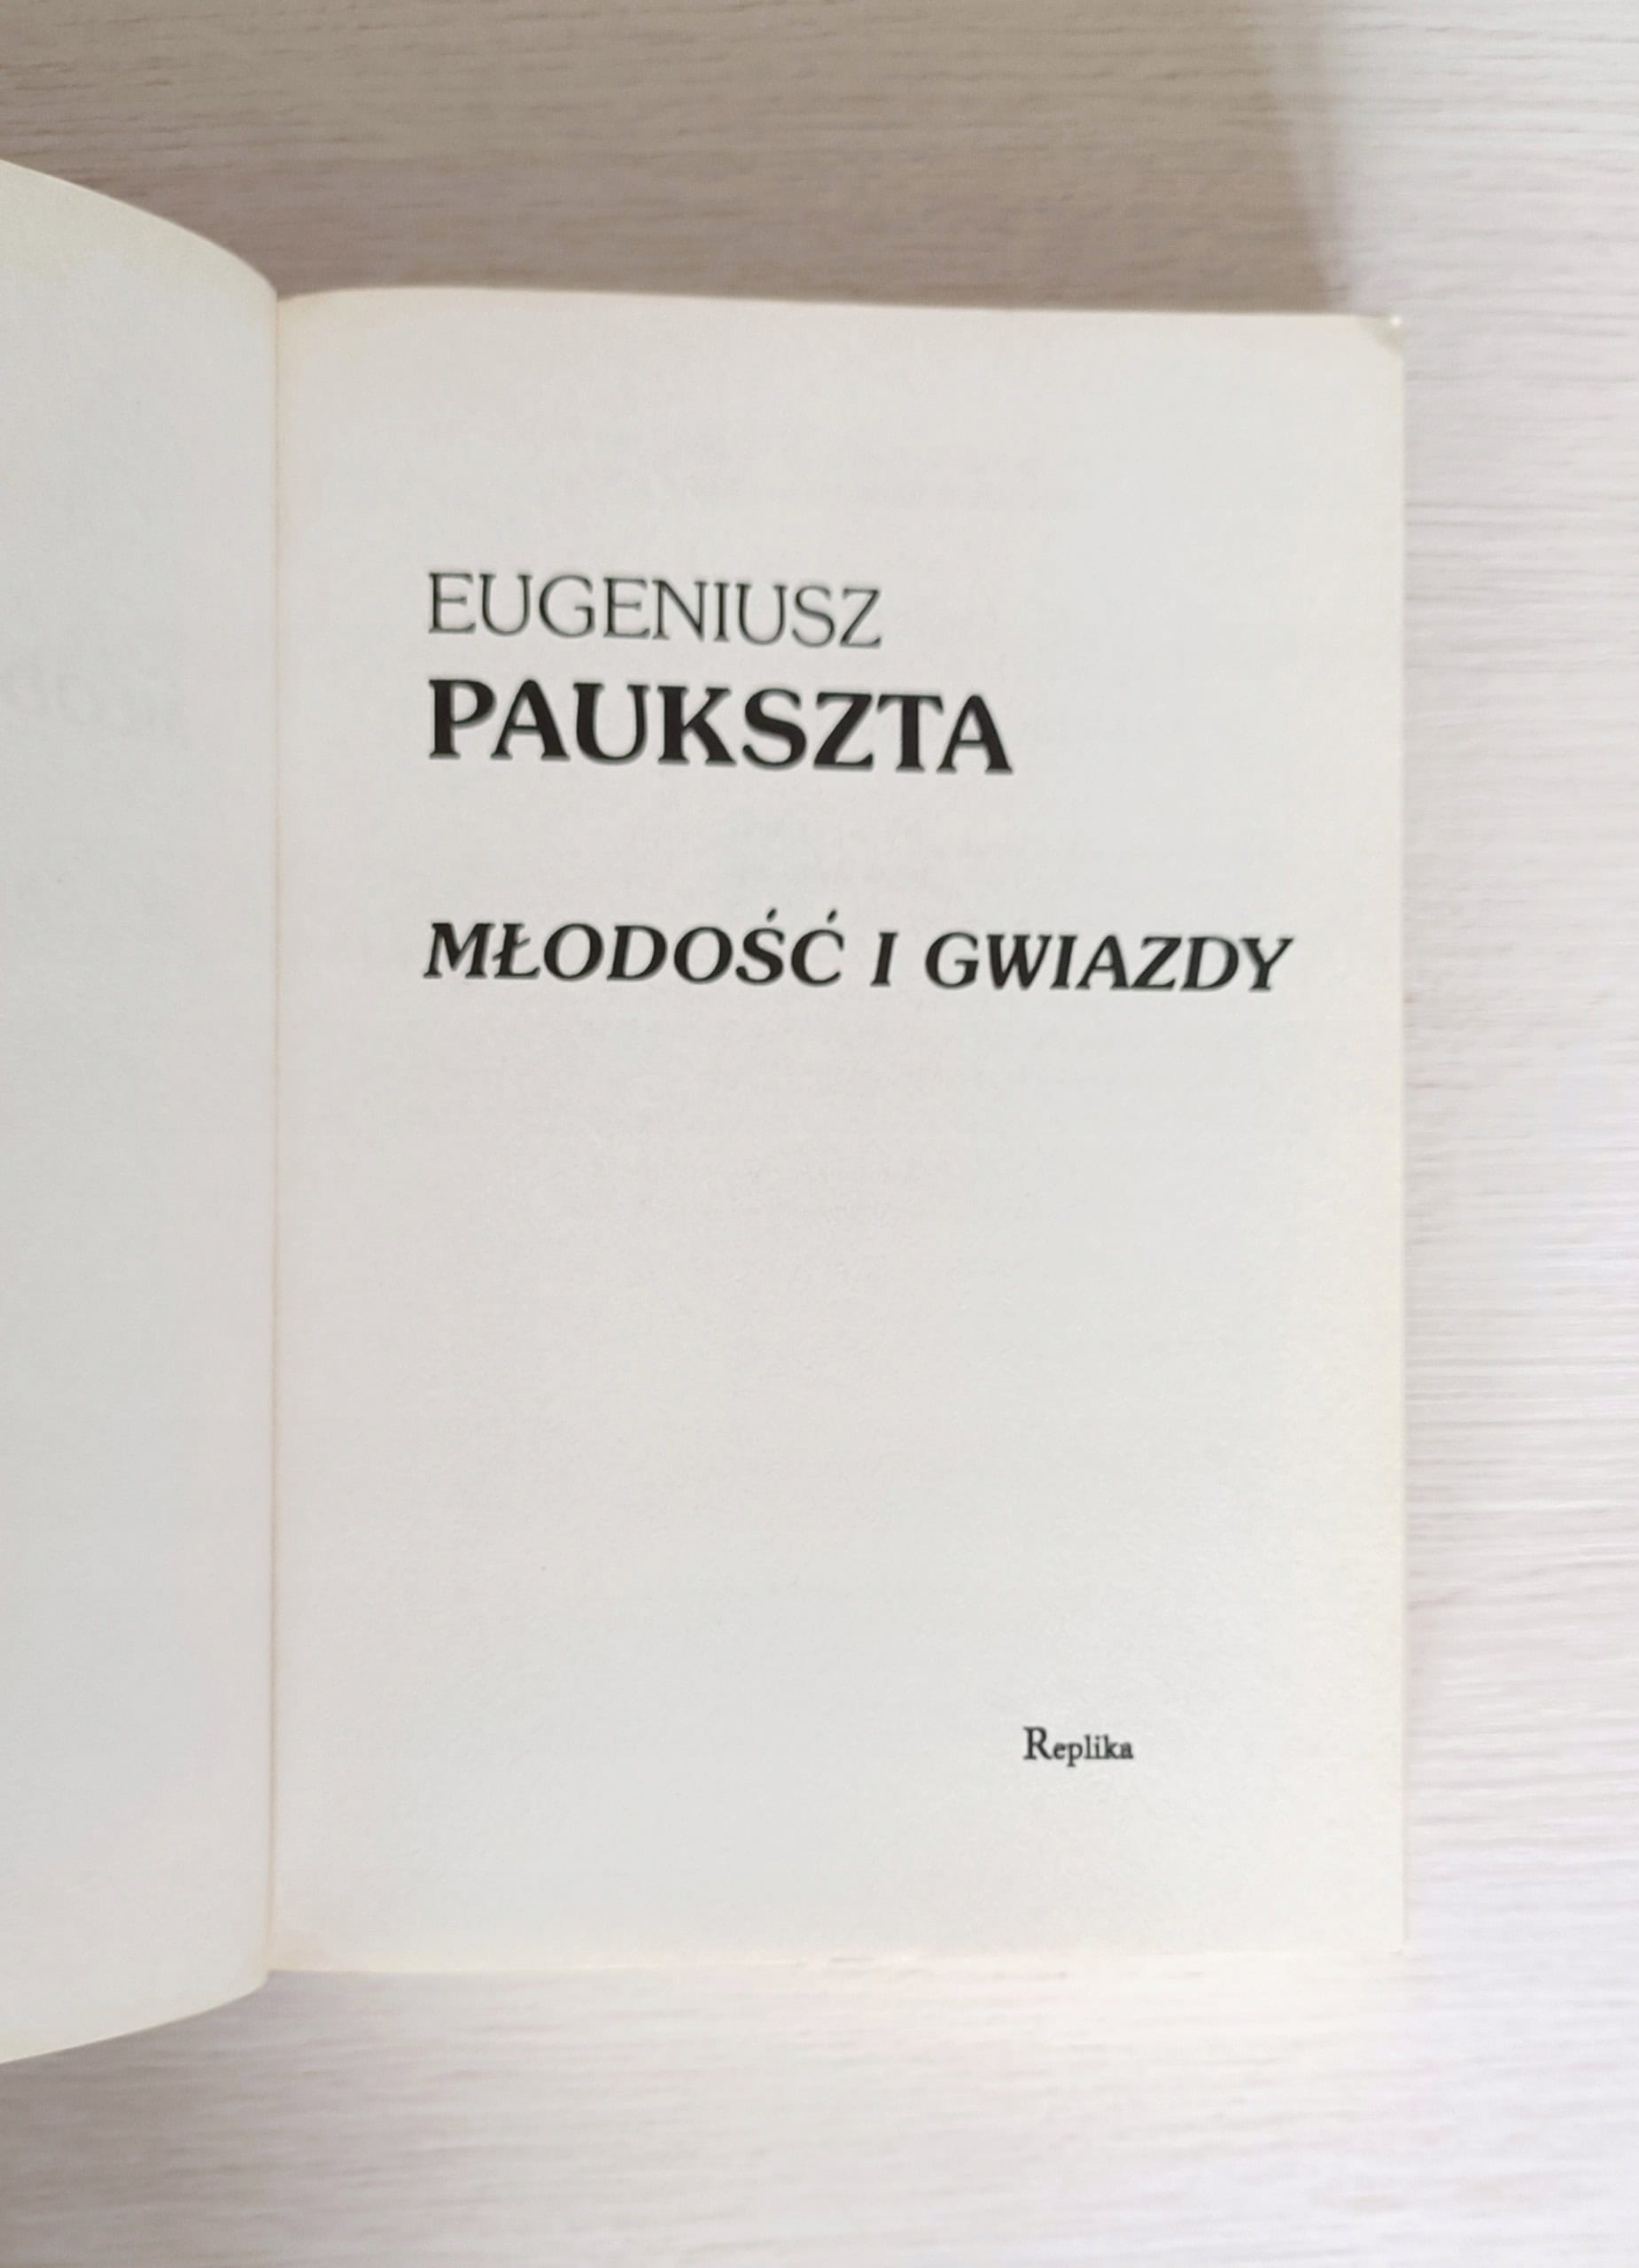 EUGENIUSZ
PAUKSZTA
MŁODOŚĆ I GWIAZDY
Replika